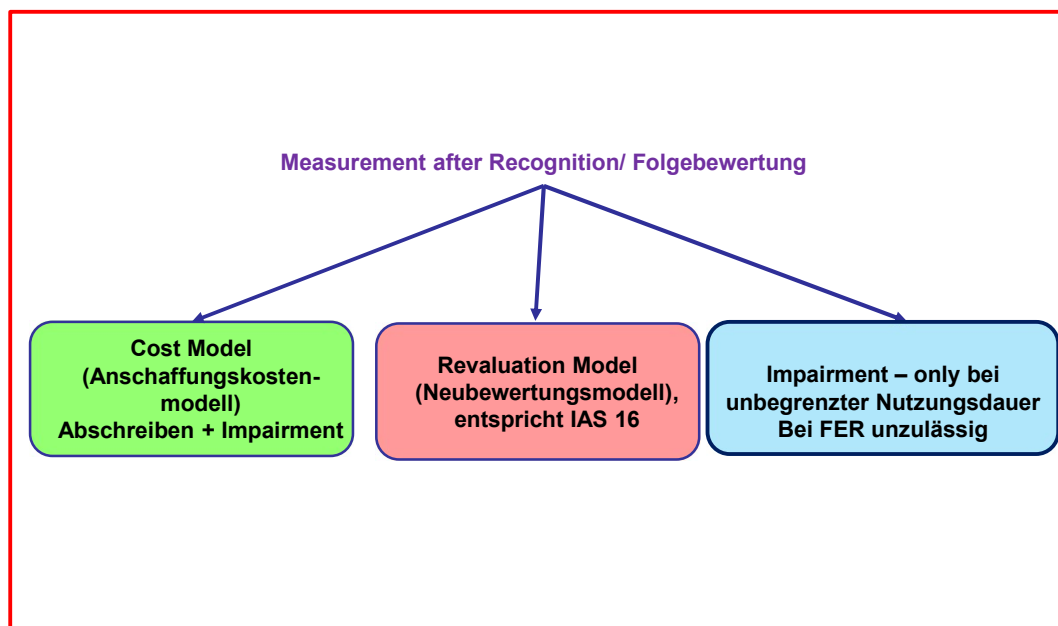 Measurement after Recognition/ Folgebewertung
Cost Model
(Anschaffungskosten-
modell)
Abschreiben + Impairment
Revaluation Model
(Neubewertungsmodell),
entspricht IAS 16
Impairment – only bei
unbegrenzter Nutzungsdauer
Bei FER unzulässig